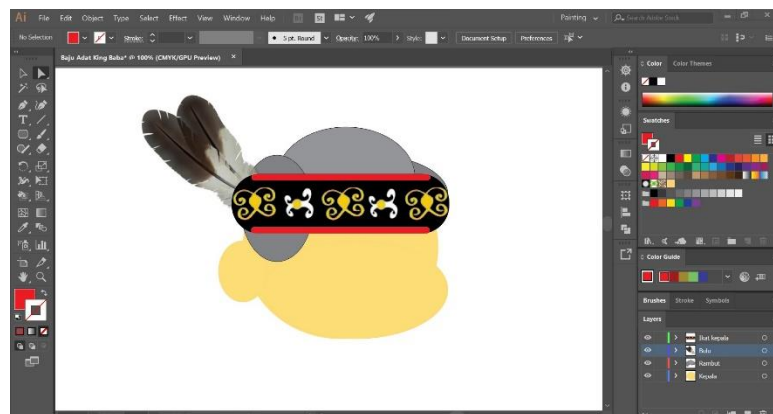 Ai File Edit Object Type Select Effect View Window Help Br St Painting Search Adobe Stock
No Selection Stroke: 5 pt. Round Opacity: 100% Style: Document Setup Preferences
Baju Adat King Baba* @ 100% (CMYK/GPU Preview) ×
Color Color Themes
Swatches
Color Guide
Brushes Stroke Symbols
Layers
Ikat kepala
Bulu
Rambut
Kepala